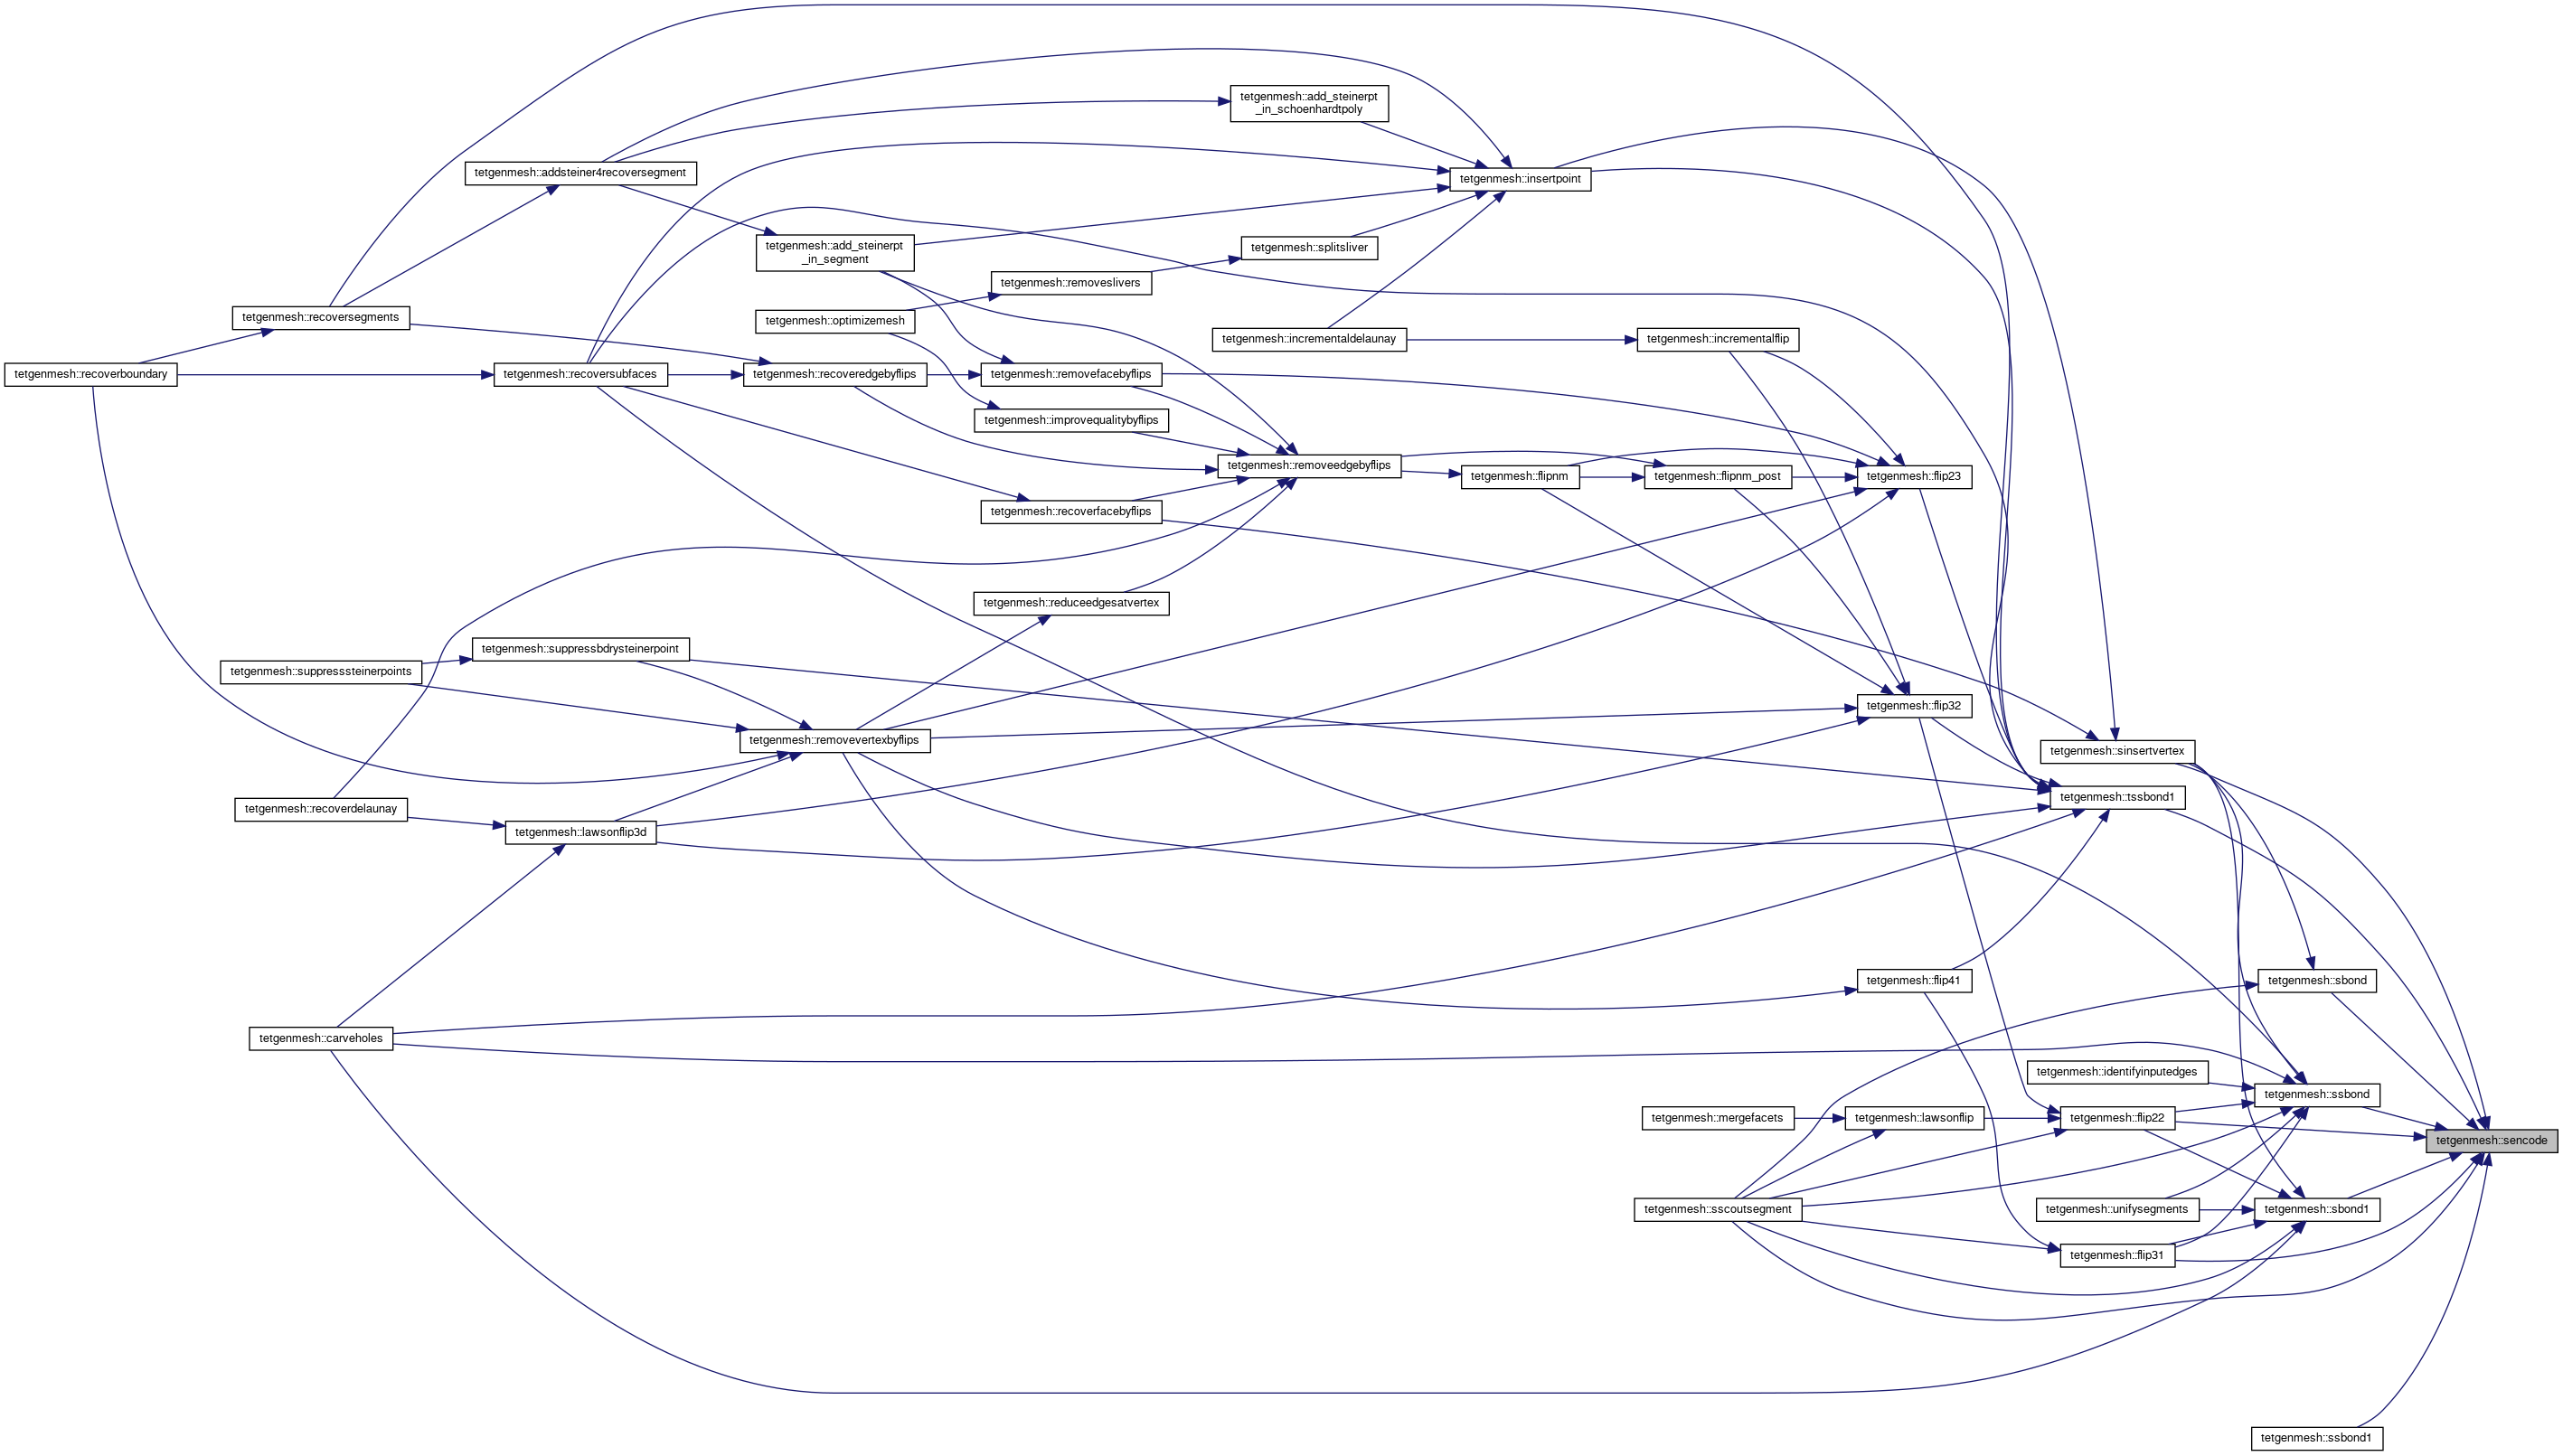 tetgenmesh::add_steinerpt
_in_schoenhardtpoly
tetgenmesh::addsteiner4recoversegment
tetgenmesh::insertpoint
tetgenmesh::add_steinerpt
_in_segment
tetgenmesh::splitsliver
tetgenmesh::removeslivers
tetgenmesh::recoversegments
tetgenmesh::optimizemesh
tetgenmesh::incrementaldelaunay
tetgenmesh::incrementalflip
tetgenmesh::recoverboundary
tetgenmesh::recoversubfaces
tetgenmesh::recoveredgebyflips
tetgenmesh::removefacebyflips
tetgenmesh::improvequalitybyflips
tetgenmesh::removeedgebyflips
tetgenmesh::flipnm
tetgenmesh::flipnm_post
tetgenmesh::flip23
tetgenmesh::recoverfacebyflips
tetgenmesh::reduceedgesatvertex
tetgenmesh::suppressbdrysteinerpoint
tetgenmesh::suppresssteinerpoints
tetgenmesh::flip32
tetgenmesh::removevertexbyflips
tetgenmesh::sinsertvertex
tetgenmesh::tssbond1
tetgenmesh::recoverdelaunay
tetgenmesh::lawsonflip3d
tetgenmesh::flip41
tetgenmesh::sbond
tetgenmesh::carveholes
tetgenmesh::identifyinputedges
tetgenmesh::ssbond
tetgenmesh::mergefacets
tetgenmesh::lawsonflip
tetgenmesh::flip22
tetgenmesh::sencode
tetgenmesh::sscoutsegment
tetgenmesh::unifysegments
tetgenmesh::sbond1
tetgenmesh::flip31
tetgenmesh::ssbond1